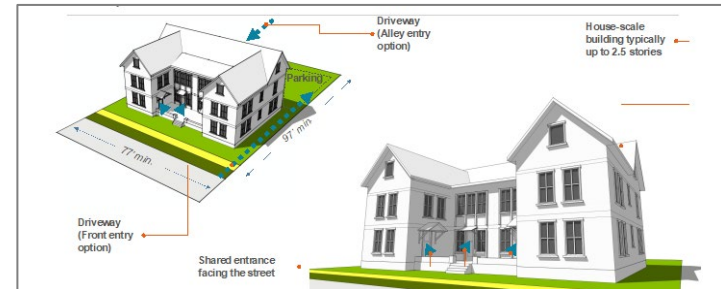 Driveway
(Alley entry
option)
House-scale
building typically
up to 2.5 stories
Parking
77' min.
97' min.
Driveway
(Front entry
option)
Shared entrance
facing the street